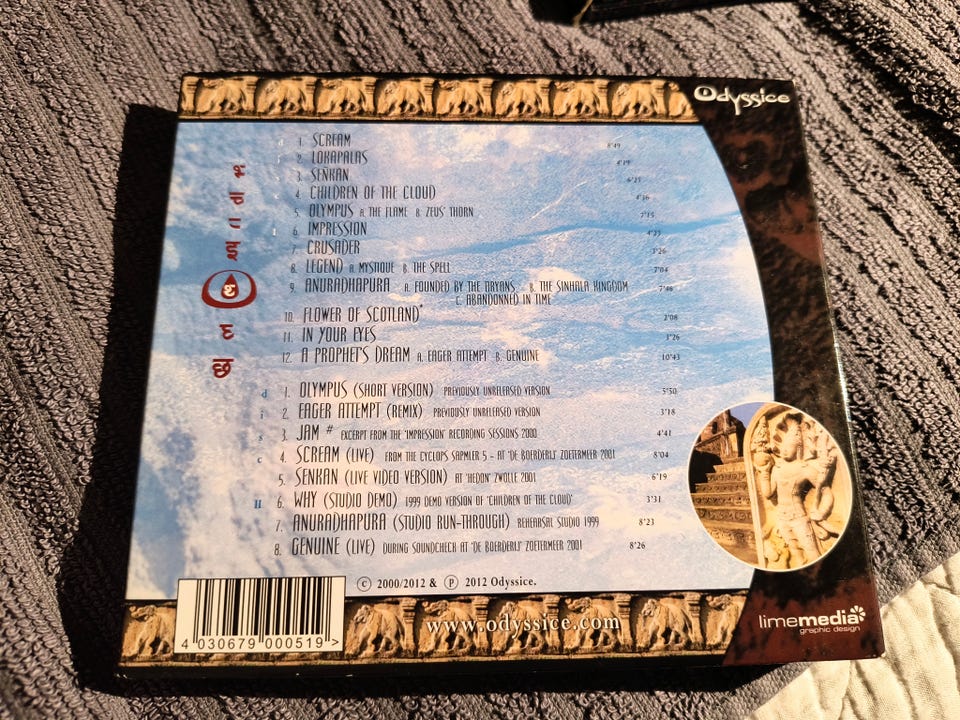 Odyssice
d 1. SCREAM 8'49
2. LOKAPALAS 4'19
3. SENKAN 6'25
4. CHILDREN OF THE CLOUD 4'16
5. OLYMPUS A. THE FLAME B. ZEUS' THORN 7'15
I 6. IMPRESSION 4'25
7. CRUSADER 3'26
8. LEGEND A. MYSTIQUE B. THE SPELL 7'04
9. ANURADHAPURA A. FOUNDED BY THE ARYANS B. THE SINHALA KINGDOM 7'46
C. ABANDONNED IN TIME
10. FLOWER OF SCOTLAND* 2'08
11. IN YOUR EYES 3'26
12. A PROPHET'S DREAM A. EAGER ATTEMPT B. GENUINE 10'43
d 1. OLYMPUS (SHORT VERSION) PREVIOUSLY UNRELEASED VERSION 5'50
i 2. EAGER ATTEMPT (REMIX) PREVIOUSLY UNRELEASED VERSION 3'18
s 3. JAM # EXCERPT FROM THE 'IMPRESSION' RECORDING SESSIONS 2000 4'41
c 4. SCREAM (LIVE) FROM THE CYCLOPS SAPMLER 5 - AT 'DE BOERDERIJ' ZOETERMEER 2001 8'04
5. SENKAN (LIVE VIDEO VERSION) AT 'HEDON' ZWOLLE 2001 6'19
II 6. WHY (STUDIO DEMO) 1999 DEMO VERSION OF 'CHILDREN OF THE CLOUD' 3'31
7. ANURADHAPURA (STUDIO RUN-THROUGH) REHEARSAL STUDIO 1999 8'23
8. GENUINE (LIVE) DURING SOUNDCHECH AT 'DE BOERDERIJ' ZOETERMEER 2001 8'26
© 2000/2012 & ℗ 2012 Odyssice.
4 030679 000519 >
www.odyssice.com
limemedia
graphic design